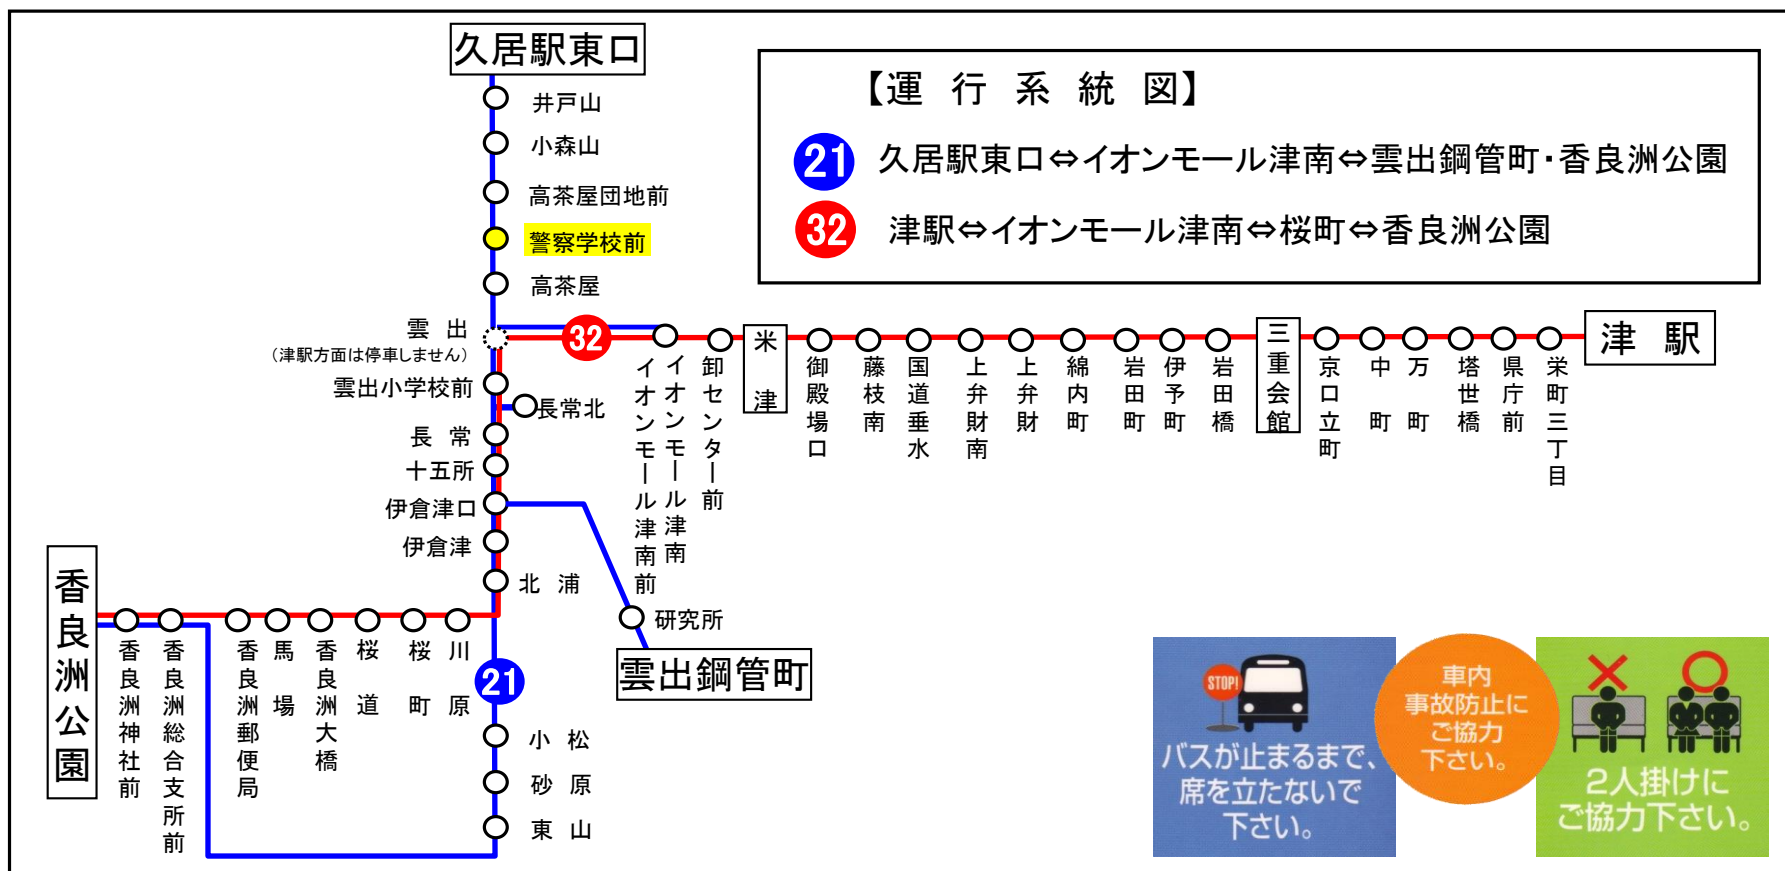 久居駅東口
【運 行 系 統 図】
21 久居駅東口⇔イオンモール津南⇔雲出鋼管町・香良洲公園
32 津駅⇔イオンモール津南⇔桜町⇔香良洲公園
井戸山
小森山
高茶屋団地前
警察学校前
高茶屋
雲 出
（津駅方面は停車しません）
32
イオンモール津南前
イオンモール津南
卸センター前
米津
御殿場口
藤枝南
国道垂水
上弁財南
上弁財
綿内町
岩田町
伊予町
岩田橋
三重会館
京口立町
中町
万町
塔世橋
県庁前
栄町三丁目
津 駅
雲出小学校前
長常北
長 常
十五所
伊倉津口
伊倉津
北 浦
研究所
雲出鋼管町
香良洲公園
香良洲神社前
香良洲総合支所前
香良洲郵便局
馬場
香良洲大橋
桜道
桜町
川原
21
小 松
砂 原
東 山
STOP!
バスが止まるまで、
席を立たないで
下さい。
車内
事故防止に
ご協力
下さい。
2人掛けに
ご協力下さい。